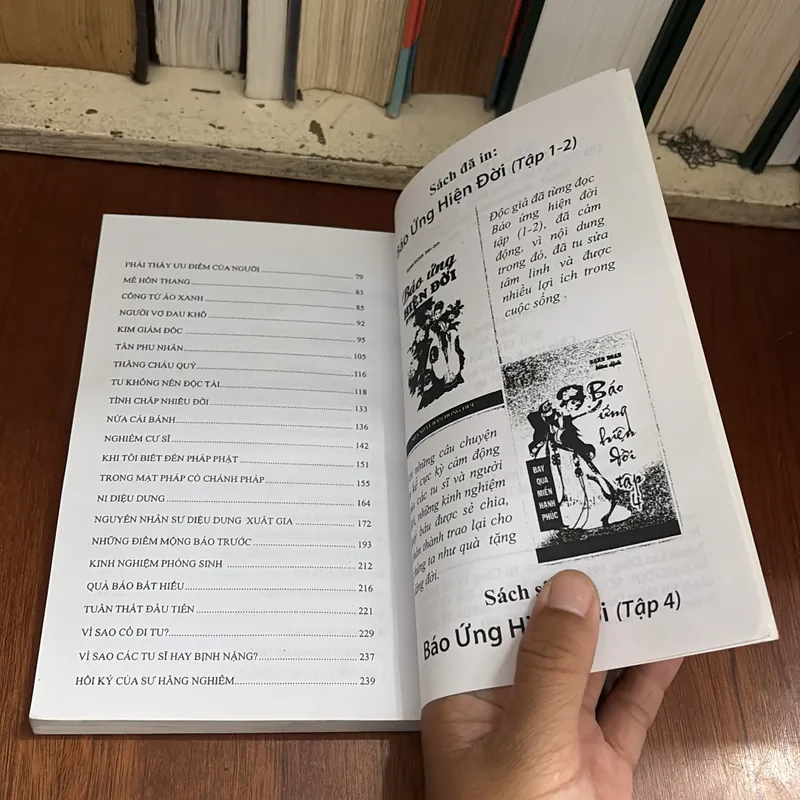 PHẢI THẤY ƯU ĐIỂM CỦA NGƯỜI 79
MÊ HỒN THANG 83
CÔNG TỬ ÁO XANH 85
NGƯỜI VỢ ĐAU KHỔ 92
KIM GIÁM ĐỐC 95
TÂN PHU NHÂN 105
THẰNG CHÁU QUÝ 116
TU KHÔNG NÊN ĐỘC TÀI 118
TÌNH CHẤP NHIỀU ĐỜI 133
NỬA CÁI BÁNH 136
NGHIÊM CƯ SĨ 142
KHI TÔI BIẾT ĐẾN PHÁP PHẬT 151
TRONG MẠT PHÁP CÓ CHÁNH PHÁP 155
NI DIỆU DUNG 164
NGUYÊN NHÂN SƯ DIỆU DUNG XUẤT GIA 172
NHỮNG ĐIỀM MỘNG BÁO TRƯỚC 193
KINH NGHIỆM PHÓNG SINH 212
QUẢ BÁO BẤT HIẾU 216
TUẦN THẤT ĐẦU TIÊN 221
VÌ SAO CÔ ĐI TU? 229
VÌ SAO CÁC TU SĨ HAY BỊNH NẶNG? 237
HỒI KÝ CỦA SƯ HẰNG NGHIÊM 239
Sách đã in:
Báo Ứng Hiện Đời (Tập 1-2)
Độc giả đã từng đọc
Báo ứng hiện đời
tập (1-2), đã cảm
động, vì nội dung
trong đó, đã tu sửa
tâm linh và được
nhiều lợi ích trong
cuộc sống .
Báo ứng
HIỆN ĐỜI
HẠNH ĐOAN
biên dịch
Báo
ứng
hiện
đời
tập
4
BAY
QUA
MIỀN
HẠNH
PHÚC
những câu chuyện
kể cực kỳ cảm động
các tu sĩ và người
những kinh nghiệm
báu được sẻ chia,
thành trao lại cho
ta như quà tặng
đời.
Sách
Báo Ứng (Tập 4)